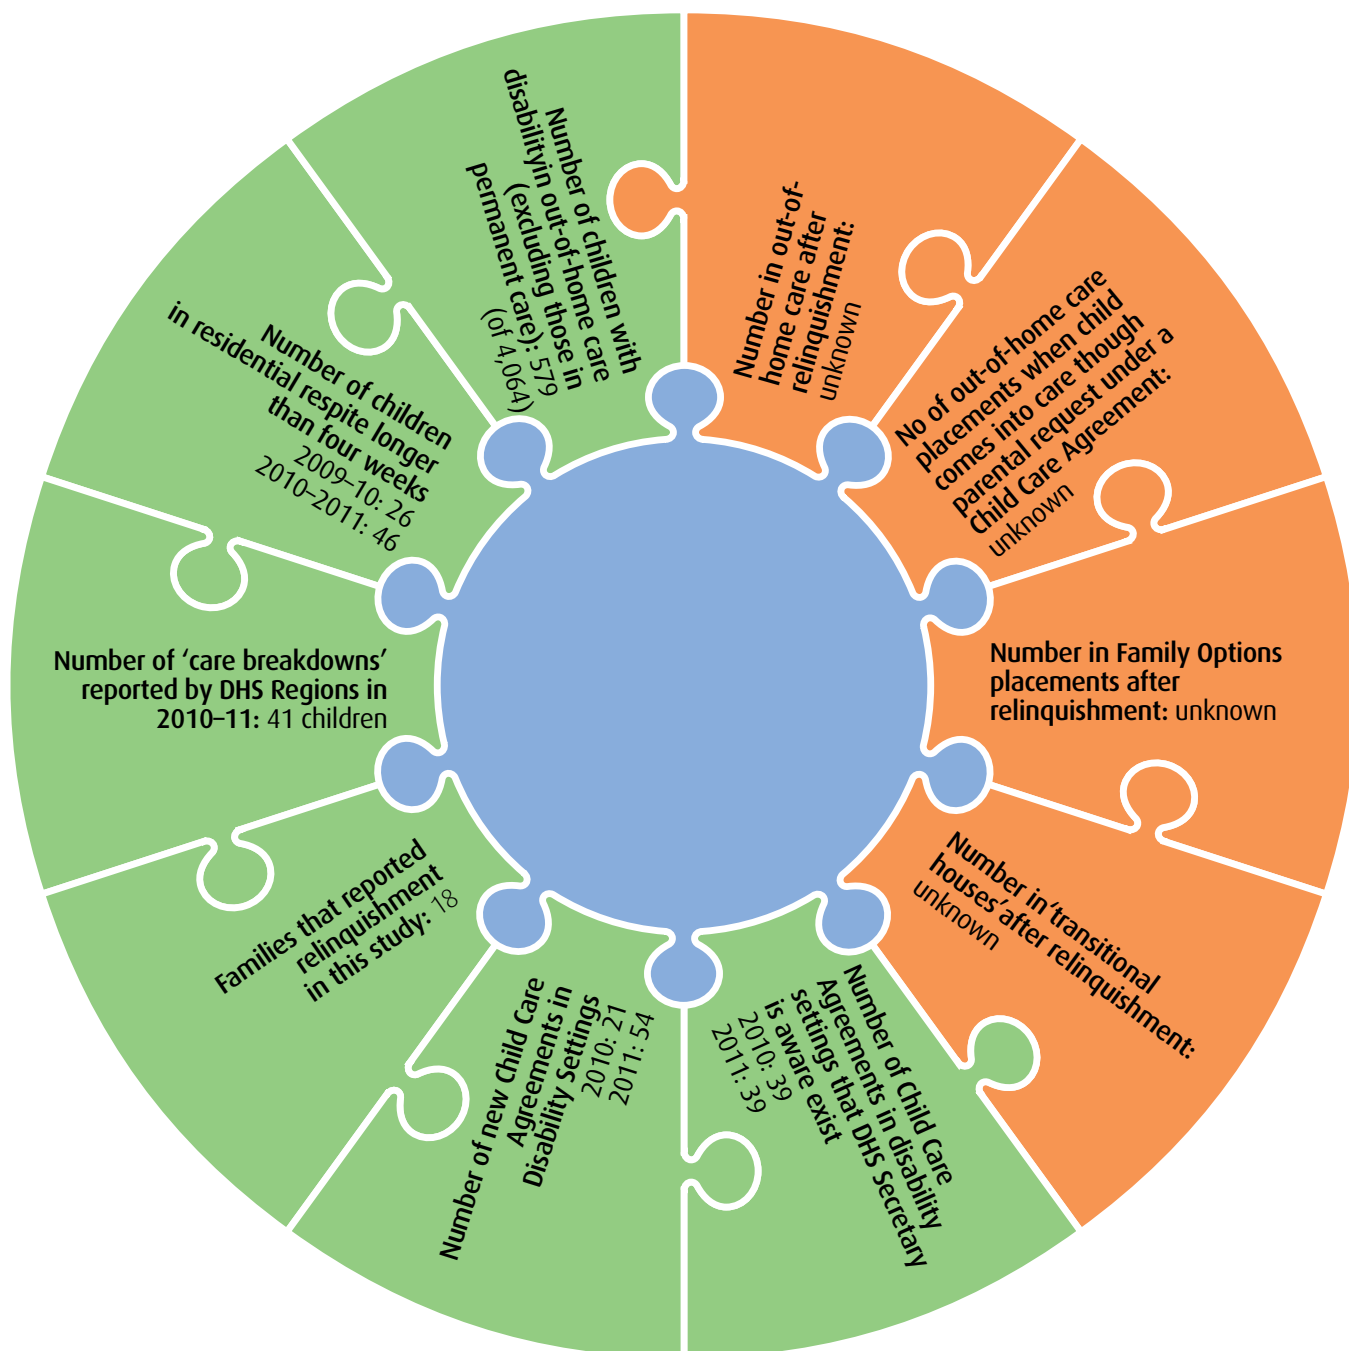 Number of children with
disabilityin out-of-home care
(excluding those in
permanent care): 579
(of 4,064)
Number in out-of-
home care after
relinquishment:
unknown
No of out-of-home care
placements when child
comes into care though
parental request under a
Child Care Agreement:
unknown
Number in Family Options
placements after
relinquishment: unknown
Number in‘transitional
houses’after relinquishment:
unknown
Number of Child Care
Agreements in disability
settings that DHS Secretary
is aware exist
2010: 39
2011: 39
Number of new Child Care
Agreements in
Disability Settings
2010: 21
2011: 54
Families that reported
relinquishment
in this study: 18
Number of ‘care breakdowns’
reported by DHS Regions in
2010–11: 41 children
Number of children
in residential respite longer
than four weeks
2009–10: 26
2010–2011: 46